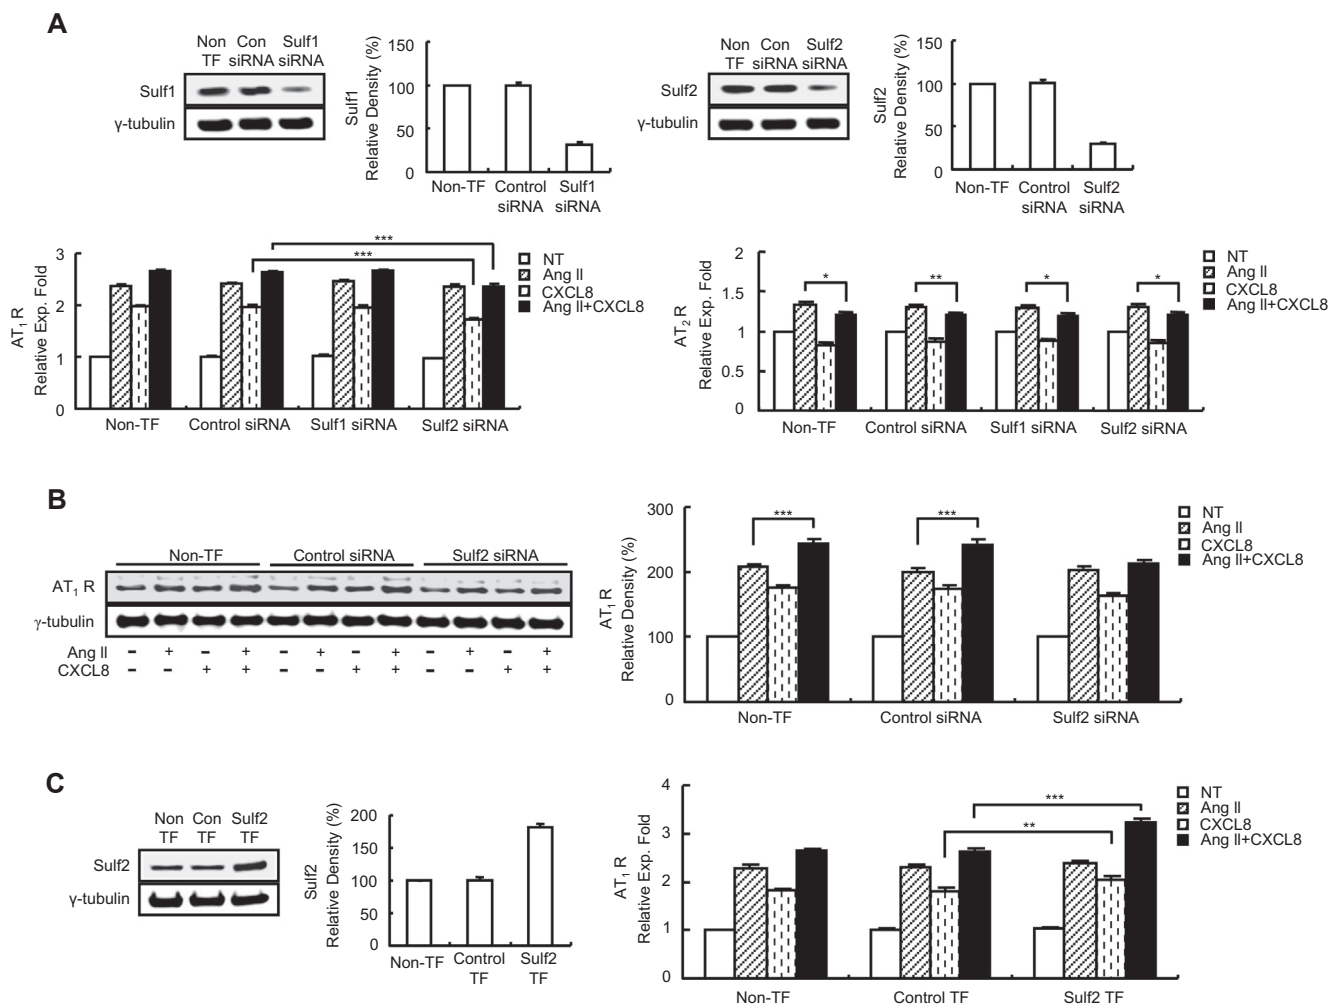 A
Non Con Sulf1
TF siRNA siRNA
Sulf1
γ-tubulin
Sulf1
Relative Density (%)
150
100
50
0
Non-TF Control Sulf1
siRNA siRNA
Non Con Sulf2
TF siRNA siRNA
Sulf2
γ-tubulin
Sulf2
Relative Density (%)
150
100
50
0
Non-TF Control Sulf2
siRNA siRNA
AT1 R
Relative Exp. Fold
3
2
1
0
***
***
NT
Ang II
CXCL8
Ang II+CXCL8
Non-TF Control siRNA Sulf1 siRNA Sulf2 siRNA
AT2 R
Relative Exp. Fold
2
1.5
1
0.5
0
* ** * *
NT
Ang II
CXCL8
Ang II+CXCL8
Non-TF Control siRNA Sulf1 siRNA Sulf2 siRNA
B
Non-TF Control siRNA Sulf2 siRNA
AT1 R
γ-tubulin
Ang II - + - + - + - + - + - +
CXCL8 - - + + - - + + - - + +
AT1 R
Relative Density (%)
300
200
100
0
*** ***
NT
Ang II
CXCL8
Ang II+CXCL8
Non-TF Control siRNA Sulf2 siRNA
C
Non Con Sulf2
TF TF TF
Sulf2
γ-tubulin
Sulf2
Relative Density (%)
200
150
100
50
0
Non-TF Control Sulf2
TF TF
AT1 R
Relative Exp. Fold
4
3
2
1
0
***
**
NT
Ang II
CXCL8
Ang II+CXCL8
Non-TF Control TF Sulf2 TF